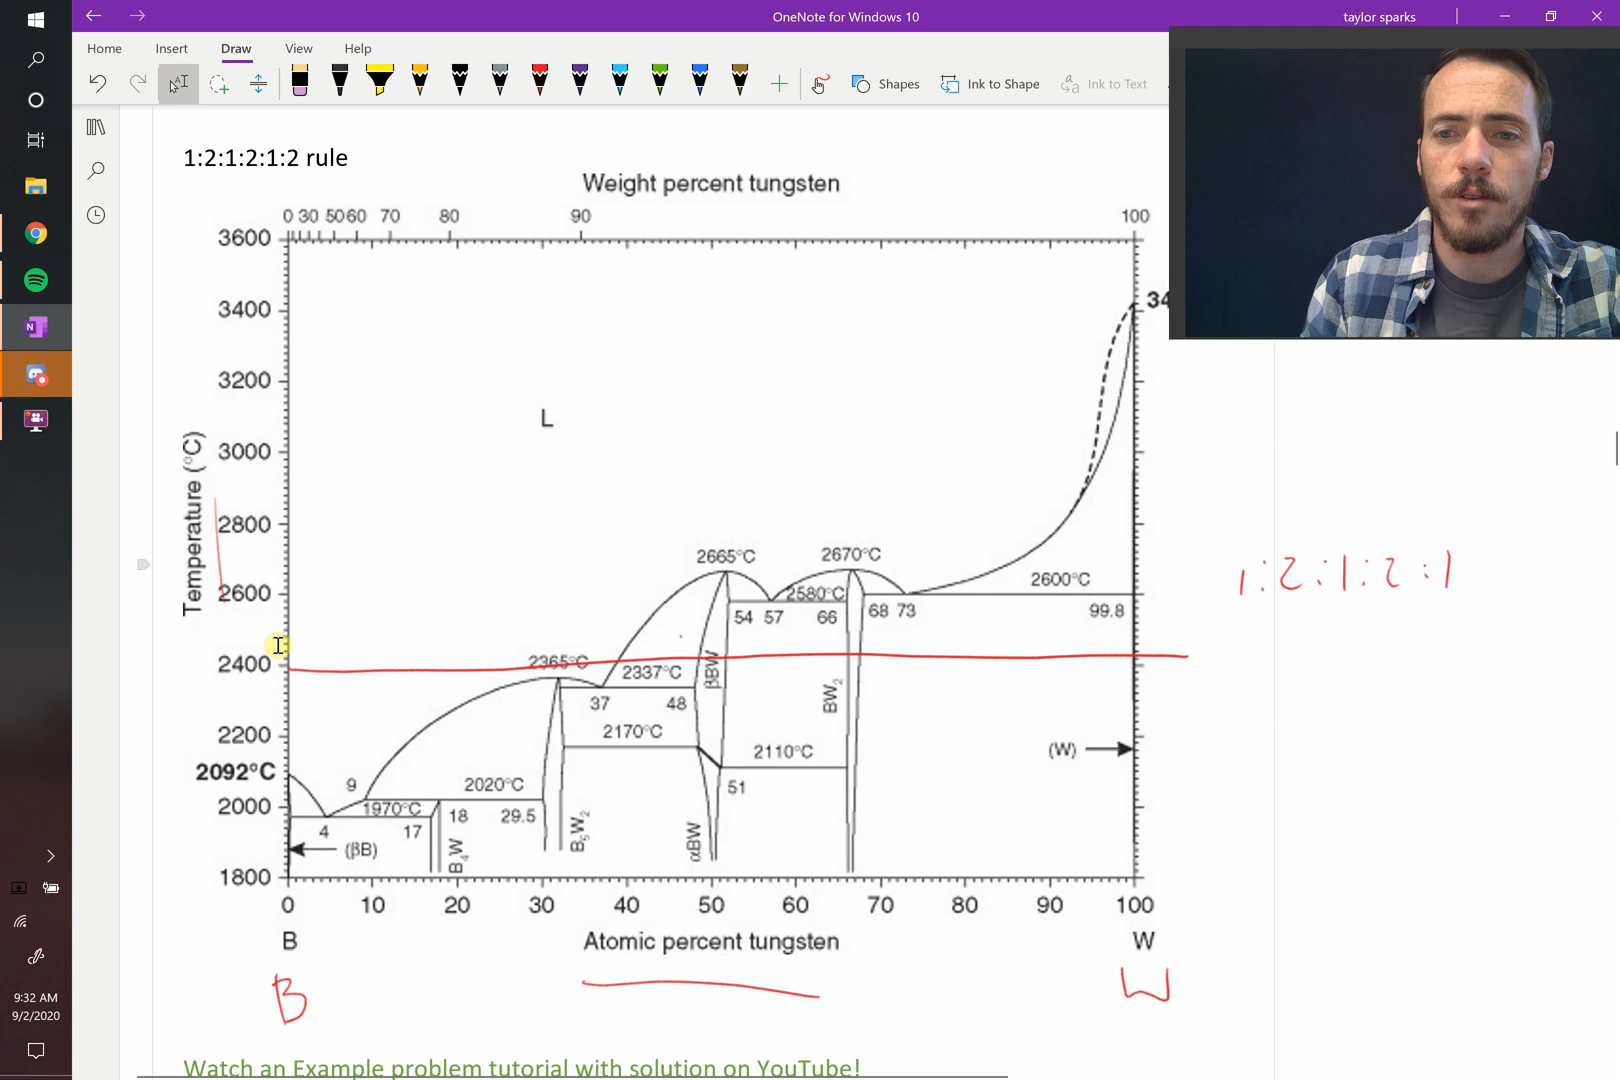 OneNote for Windows 10
taylor sparks
Home Insert Draw View Help
Shapes Ink to Shape Ink to Text
1:2:1:2:1:2 rule
Weight percent tungsten
0 30 50 60 70 80 90 100
3600
3400
3200
3000
2800
2600
2400
2200
2092°C
2000
1800
Temperature (°C)
L
34
2665°C
2670°C
2600°C
2580°C
54 57 66 68 73 99.8
2365°C
2337°C
βBW
37 48
BW₂
2170°C
2110°C
(W)
9
2020°C
51
1970°C
4 17 18 29.5
(βB)
B₄W
B₅W₂
αBW
0 10 20 30 40 50 60 70 80 90 100
B Atomic percent tungsten W
B W
1:2:1:2:1
Watch an Example problem tutorial with solution on YouTube!
9:32 AM
9/2/2020